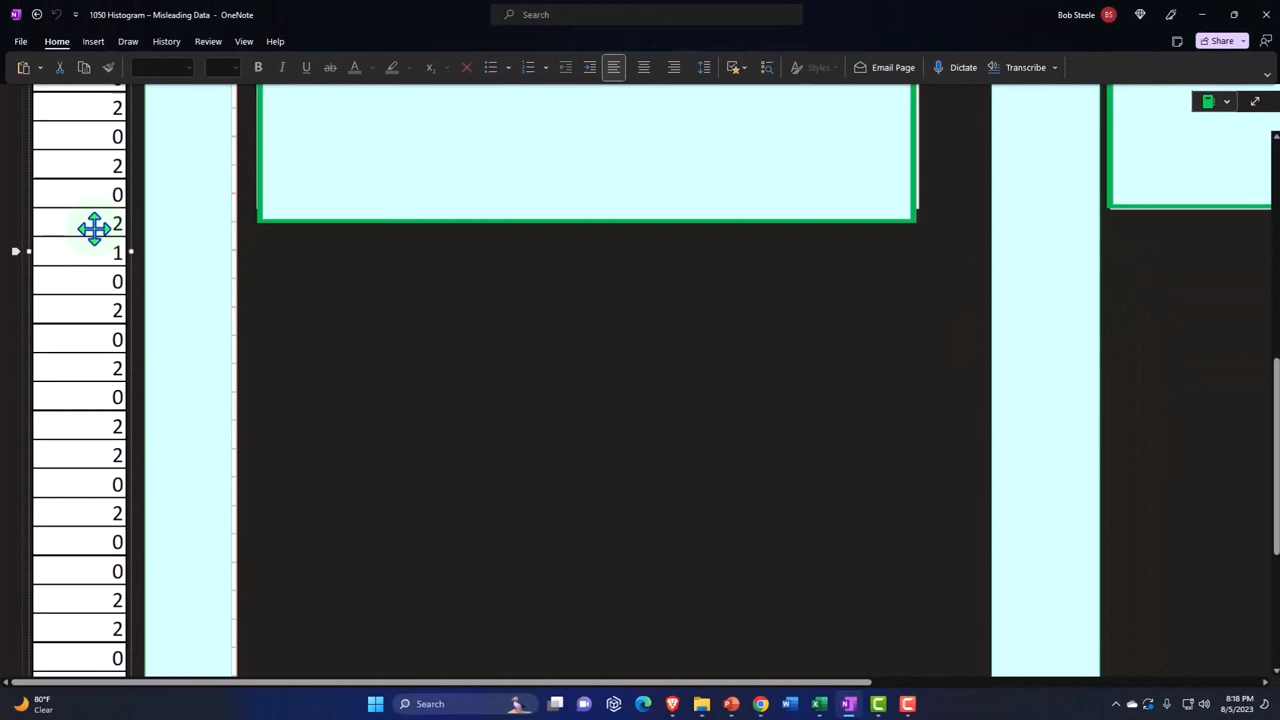 1050 Histogram – Misleading Data - OneNote
Search
Bob Steele
BS
File
Home
Insert
Draw
History
Review
View
Help
Share
B
I
U
ab
A
Styles
Email Page
Dictate
Transcribe
2
0
2
0
2
1
0
2
0
2
0
2
2
0
2
0
0
2
2
0
80°F
Clear
Search
8:18 PM
8/5/2023